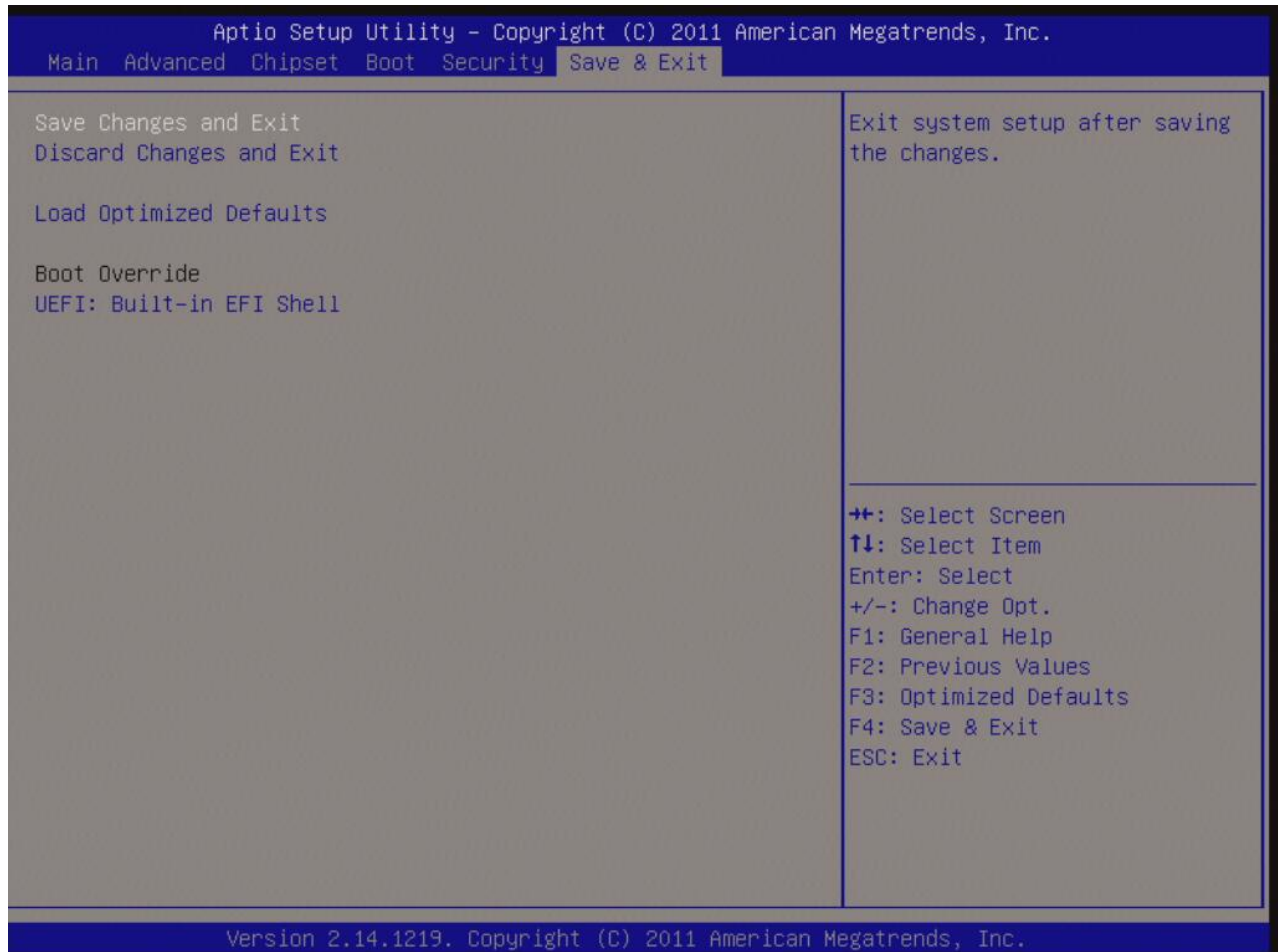 Aptio Setup Utility – Copyright (C) 2011 American Megatrends, Inc.
Main Advanced Chipset Boot Security Save & Exit
Save Changes and Exit
Discard Changes and Exit
Load Optimized Defaults
Boot Override
UEFI: Built-in EFI Shell
Exit system setup after saving
the changes.
→←: Select Screen
↑↓: Select Item
Enter: Select
+/-: Change Opt.
F1: General Help
F2: Previous Values
F3: Optimized Defaults
F4: Save & Exit
ESC: Exit
Version 2.14.1219. Copyright (C) 2011 American Megatrends, Inc.